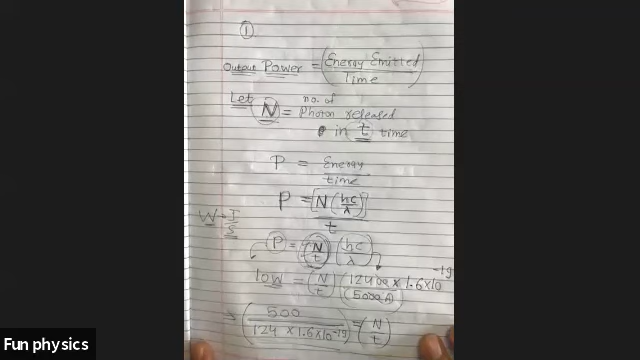 ①
Output Power = (Energy Emitted / Time)
Let N = no. of Photon released
in t time
P = Energy / time
P = [N (hc/λ)] / t
W → J/S
P = (N/t) (hc/λ)
10W = (N/t) (12400 × 1.6×10⁻¹⁹ / (5000 A))
⇒ (500 / 124 × 1.6×10⁻¹⁹) = (N/t)
Fun physics